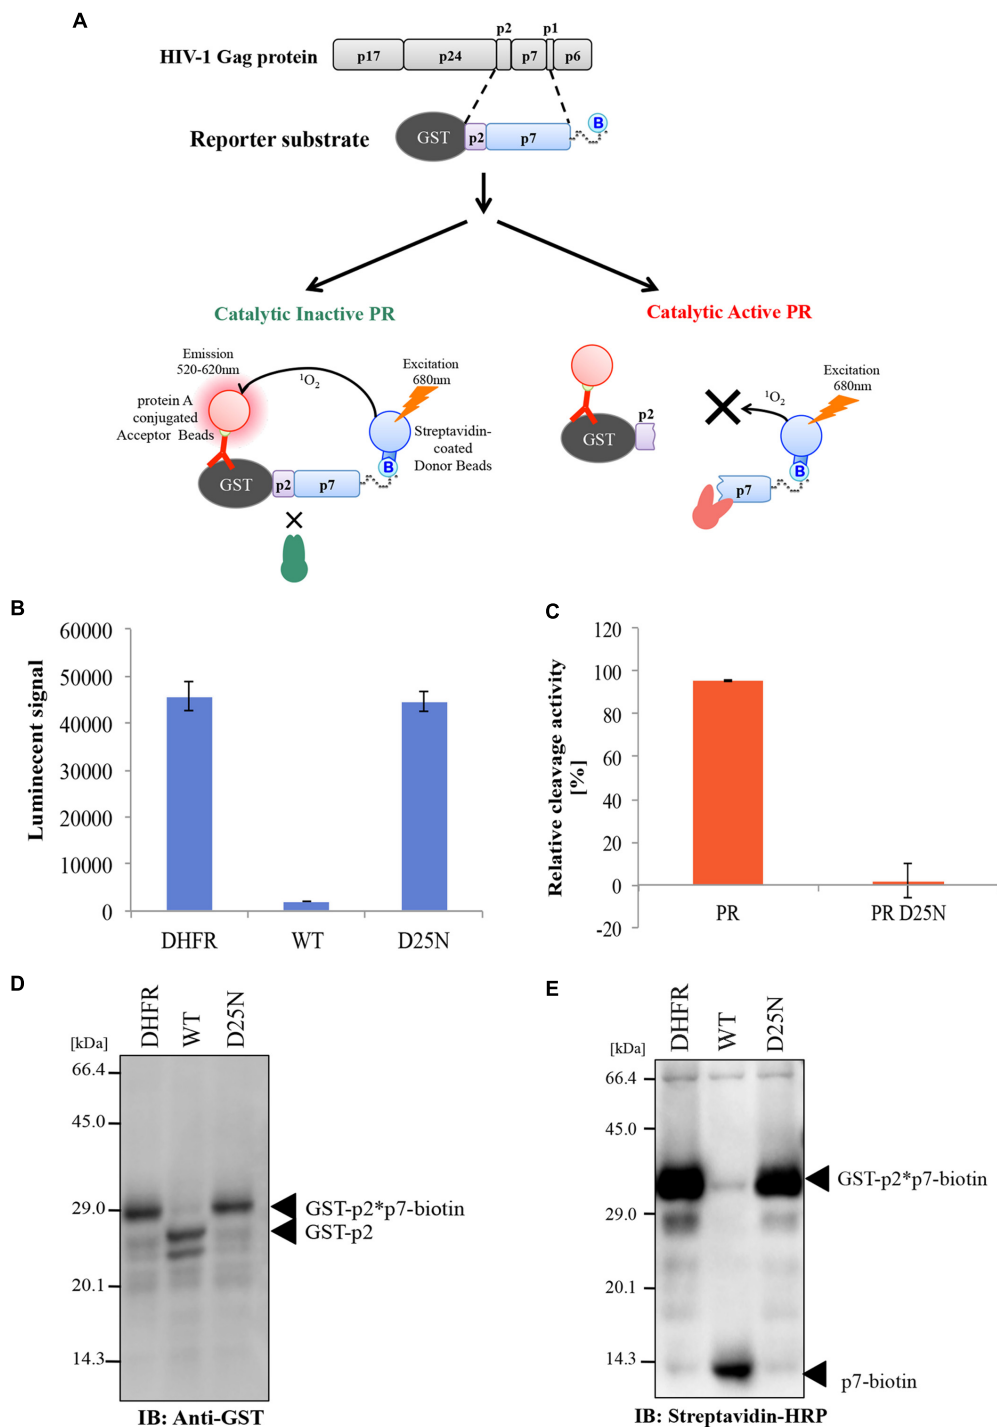 A
p2
p1
HIV-1 Gag protein
p17
p24
p7
p6
Reporter substrate
GST
p2
p7
B
Catalytic Inactive PR
Catalytic Active PR
Emission
520-620nm
¹O₂
Excitation
680nm
protein A
conjugated
Acceptor Beads
Streptavidin-
coated
Donor Beads
GST
p2
p7
B
p2
GST
¹O₂
Excitation
680nm
B
p7
B
Luminecent signal
60000
50000
40000
30000
20000
10000
0
DHFR
WT
D25N
C
Relative cleavage activity
[%]
120
100
80
60
40
20
0
-20
PR
PR D25N
D
DHFR
WT
D25N
[kDa]
66.4
45.0
29.0
20.1
14.3
GST-p2*p7-biotin
GST-p2
IB: Anti-GST
E
DHFR
WT
D25N
[kDa]
66.4
45.0
29.0
20.1
14.3
GST-p2*p7-biotin
p7-biotin
IB: Streptavidin-HRP